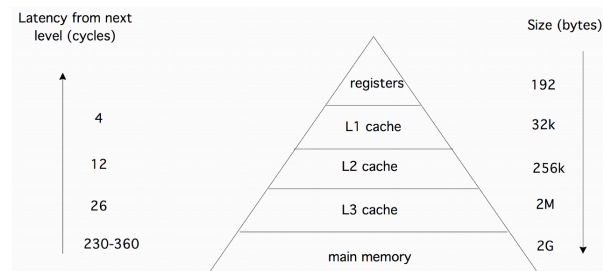 Latency from next
level (cycles)
Size (bytes)
registers
192
4
L1 cache
32k
12
L2 cache
256k
26
L3 cache
2M
230-360
main memory
2G